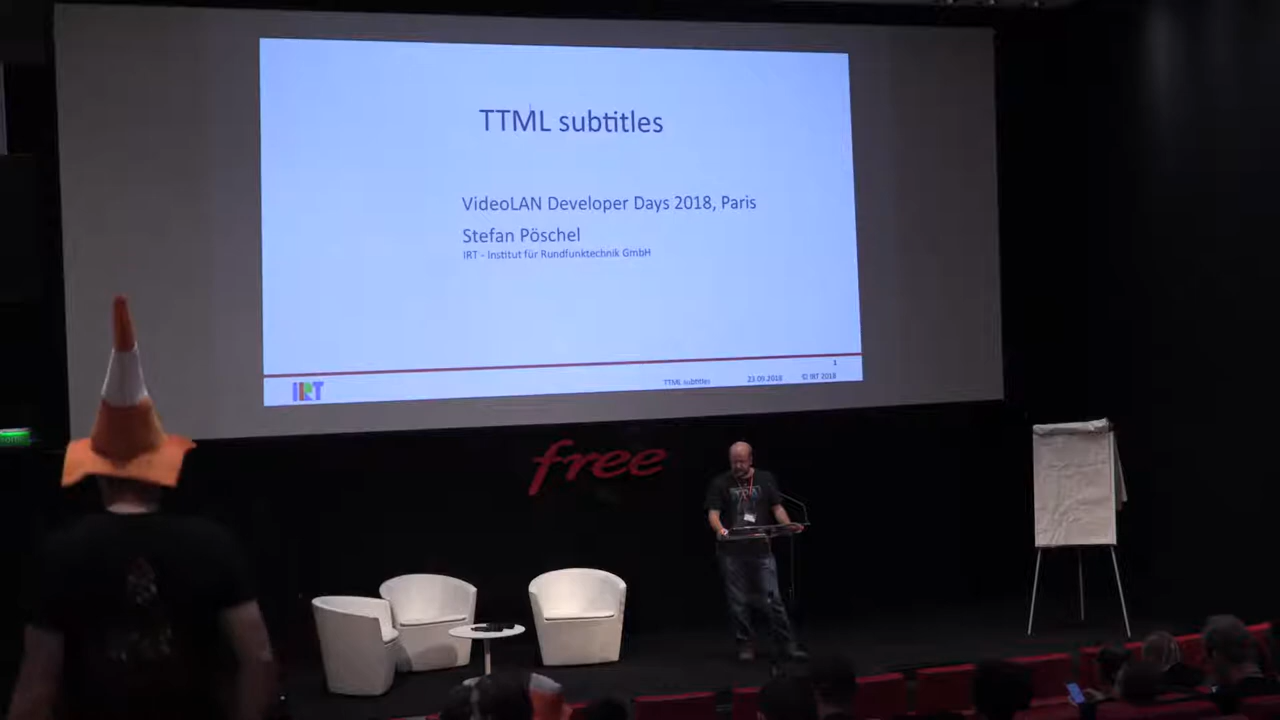 TTML subtitles
VideoLAN Developer Days 2018, Paris
Stefan Pöschel
IRT - Institut für Rundfunktechnik GmbH
1
IRT
TTML subtitles 23.09.2018 © IRT 2018
free